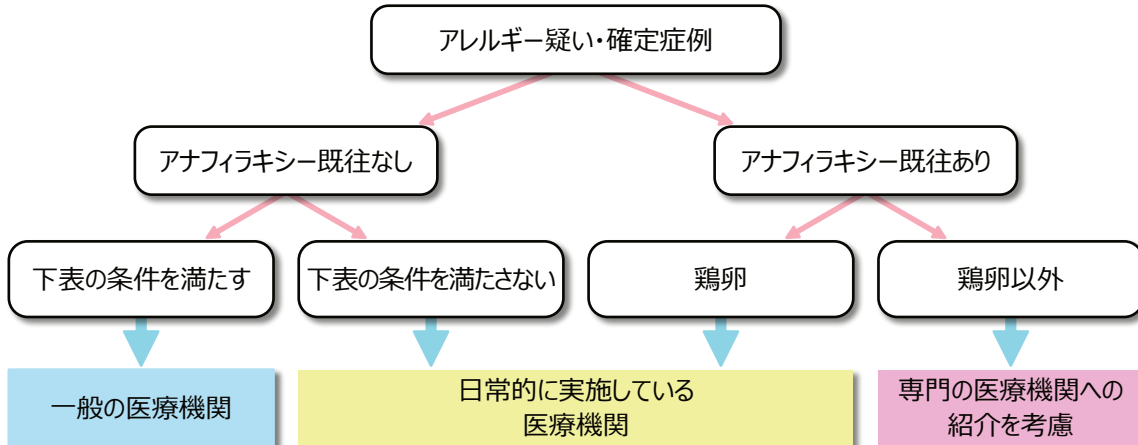 アレルギー疑い・確定症例
アナフィラキシー既往なし
アナフィラキシー既往あり
下表の条件を満たす
下表の条件を満たさない
鶏卵
鶏卵以外
一般の医療機関
日常的に実施している
医療機関
専門の医療機関への
紹介を考慮